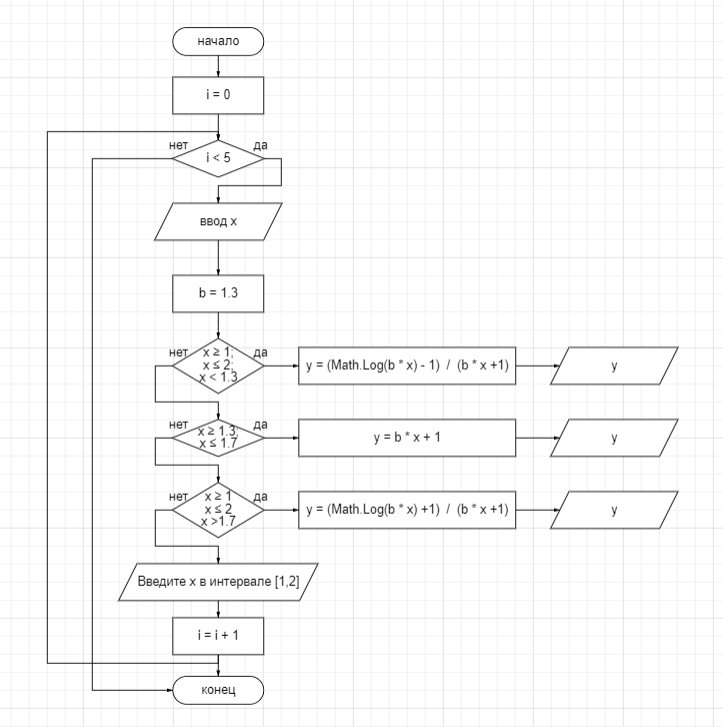 начало
i = 0
нет
да
i < 5
ввод x
b = 1.3
нет
x ≥ 1;
да
x ≤ 2;
x < 1.3
y = (Math.Log(b * x) - 1) / (b * x +1)
y
нет
x ≥ 1.3;
да
x ≤ 1.7
y = b * x + 1
y
нет
x ≥ 1
да
x ≤ 2
x >1.7
y = (Math.Log(b * x) +1) / (b * x +1)
y
Введите x в интервале [1,2]
i = i + 1
конец